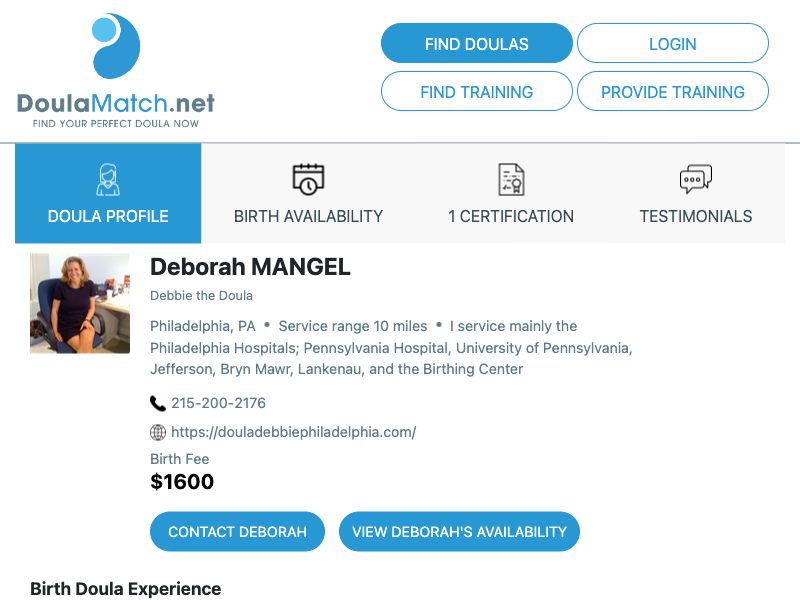 DoulaMatch.net
FIND YOUR PERFECT DOULA NOW
FIND DOULAS
LOGIN
FIND TRAINING
PROVIDE TRAINING
DOULA PROFILE
BIRTH AVAILABILITY
1 CERTIFICATION
TESTIMONIALS
Deborah MANGEL
Debbie the Doula
Philadelphia, PA • Service range 10 miles • I service mainly the
Philadelphia Hospitals; Pennsylvania Hospital, University of Pennsylvania,
Jefferson, Bryn Mawr, Lankenau, and the Birthing Center
215-200-2176
https://douladebbiephiladelphia.com/
Birth Fee
$1600
CONTACT DEBORAH
VIEW DEBORAH'S AVAILABILITY
Birth Doula Experience